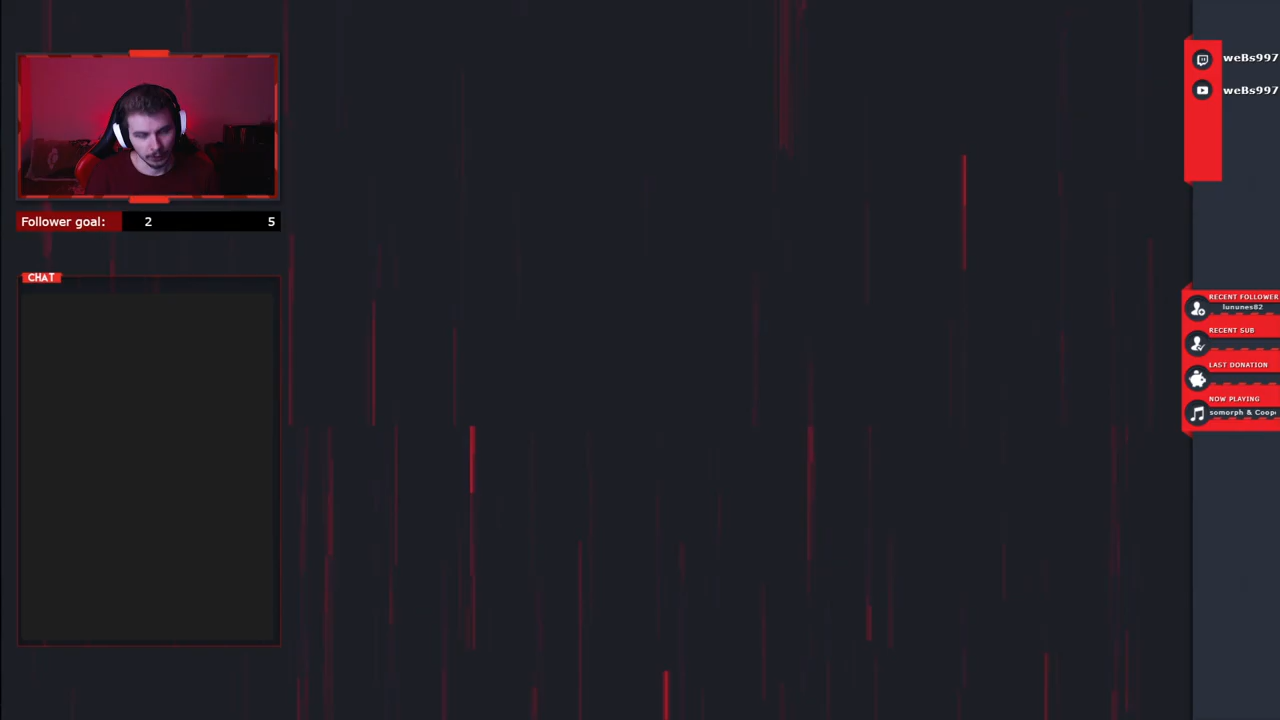 weBs997
weBs997
Follower goal: 2 5
CHAT
RECENT FOLLOWER
lununes82
RECENT SUB
LAST DONATION
NOW PLAYING
somorph & Coop